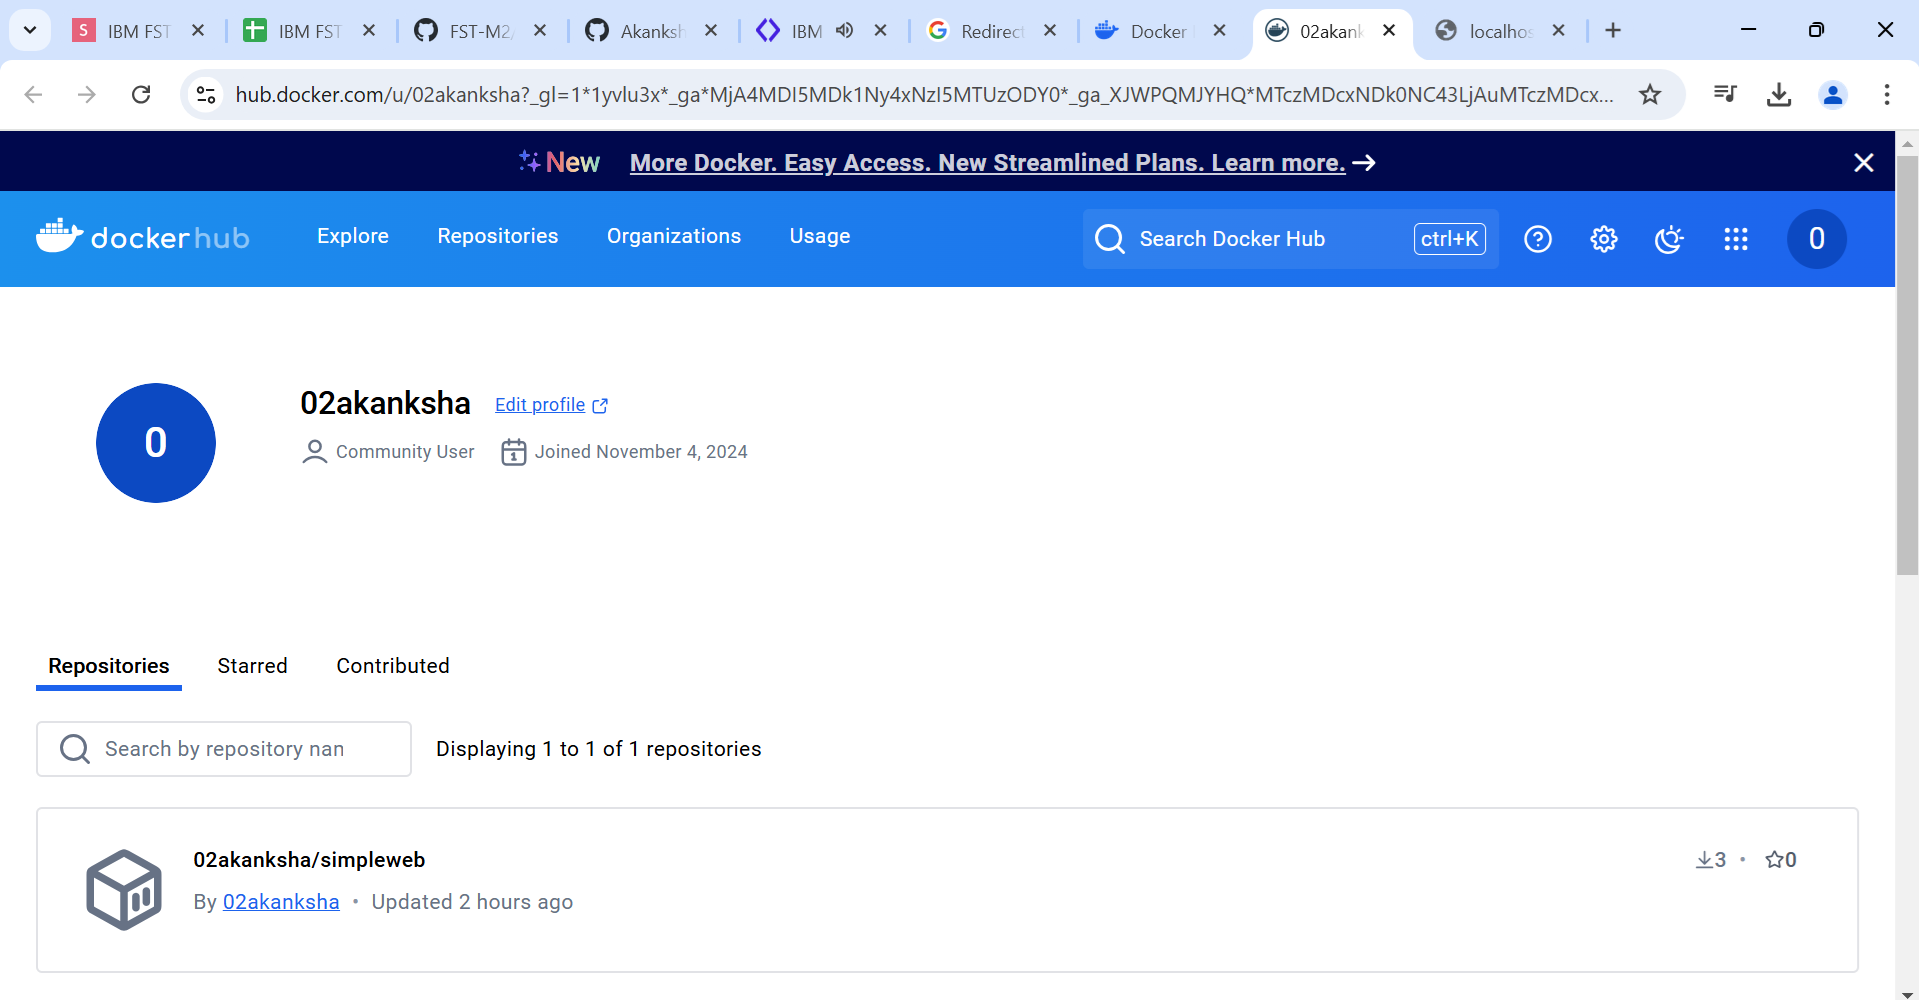 S IBM FST
IBM FST
FST-M2/
Akanksh
IBM
Redirect
Docker
02akank
localhos
hub.docker.com/u/02akanksha?_gl=1*1yvlu3x*_ga*MjA4MDI5MDk1Ny4xNzI5MTUzODY0*_ga_XJWPQMJYHQ*MTczMDcxNDk0NC43LjAuMTczMDcx...
New More Docker. Easy Access. New Streamlined Plans. Learn more.
dockerhub
Explore
Repositories
Organizations
Usage
Search Docker Hub
ctrl+K
0
0
02akanksha
Edit profile
Community User
1
Joined November 4, 2024
Repositories
Starred
Contributed
Search by repository nan
Displaying 1 to 1 of 1 repositories
02akanksha/simpleweb
3 • 0
By 02akanksha • Updated 2 hours ago